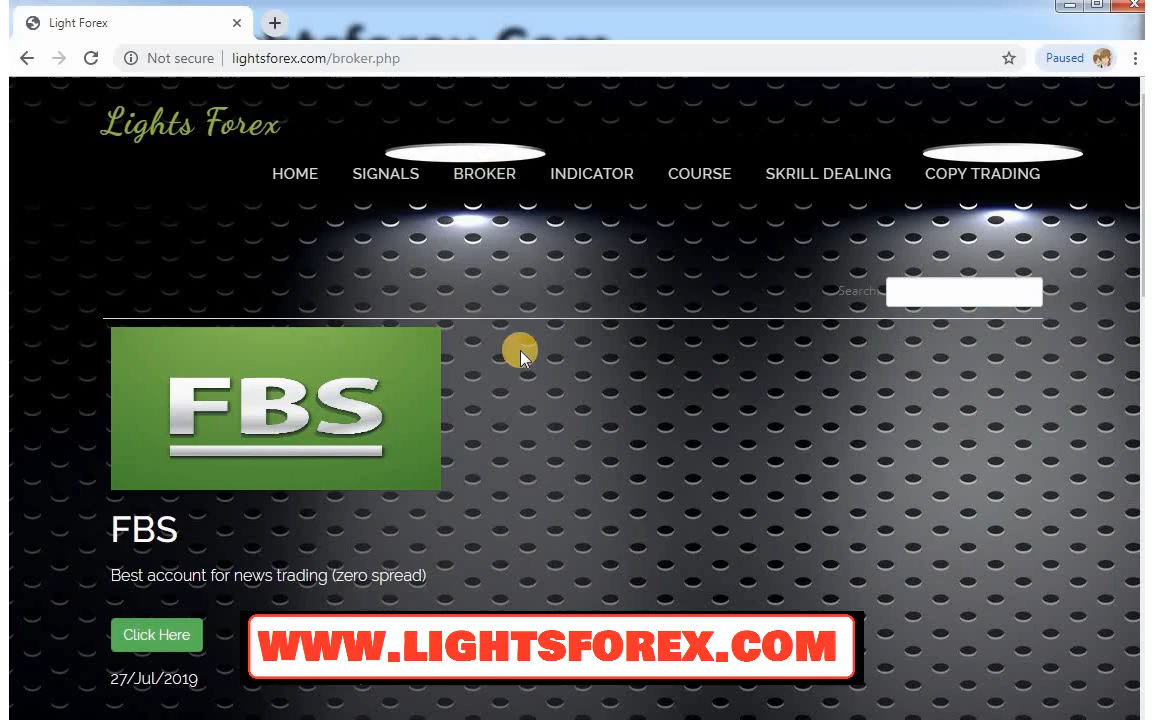 Light Forex
Not secure
lightsforex.com/broker.php
Paused
Lights Forex
HOME
SIGNALS
BROKER
INDICATOR
COURSE
SKRILL DEALING
COPY TRADING
Search:
FBS
FBS
Best account for news trading (zero spread)
Click Here
WWW.LIGHTSFOREX.COM
27/Jul/2019